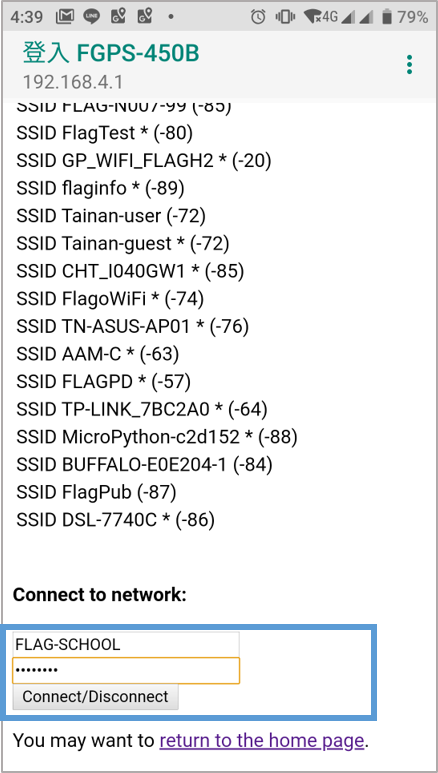 4:39 LINE G G • 4G 79%
登入 FGPS-450B
192.168.4.1
SSID FLAG-N007-99 (-85)
SSID FlagTest * (-80)
SSID GP_WIFI_FLAGH2 * (-20)
SSID flaginfo * (-89)
SSID Tainan-user (-72)
SSID Tainan-guest * (-72)
SSID CHT_I040GW1 * (-85)
SSID FlagoWiFi * (-74)
SSID TN-ASUS-AP01 * (-76)
SSID AAM-C * (-63)
SSID FLAGPD * (-57)
SSID TP-LINK_7BC2A0 * (-64)
SSID MicroPython-c2d152 * (-88)
SSID BUFFALO-E0E204-1 (-84)
SSID FlagPub (-87)
SSID DSL-7740C * (-86)
Connect to network:
FLAG-SCHOOL
••••••••
Connect/Disconnect
You may want to return to the home page.